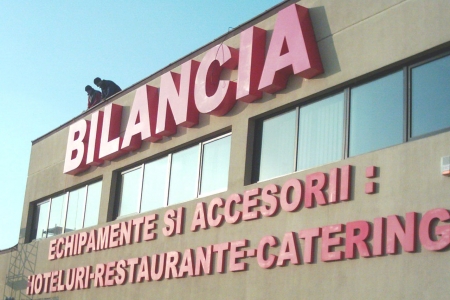 BILANCIA
ECHIPAMENTE SI ACCESORII :
HOTELURI-RESTAURANTE-CATERING